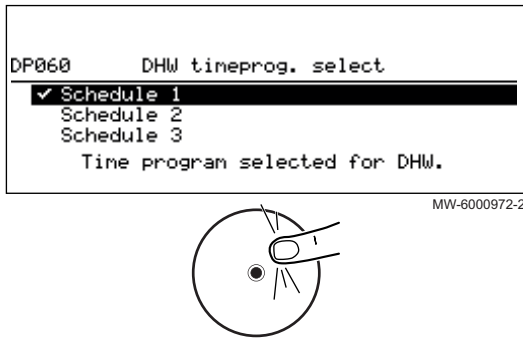 DP060 DHW timeprog. select
✔ Schedule 1
Schedule 2
Schedule 3
Time program selected for DHW.
MW-6000972-2